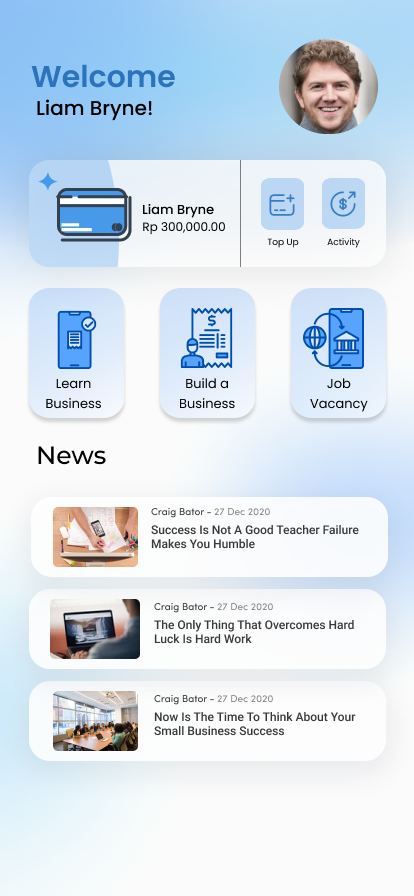 Welcome
Liam Bryne!
Liam Bryne
Rp 300,000.00
Top Up
Activity
$
$
Learn
Business
Build a
Business
Job
Vacancy
News
Craig Bator - 27 Dec 2020
Success Is Not A Good Teacher Failure
Makes You Humble
Craig Bator - 27 Dec 2020
The Only Thing That Overcomes Hard
Luck Is Hard Work
Craig Bator - 27 Dec 2020
Now Is The Time To Think About Your
Small Business Success